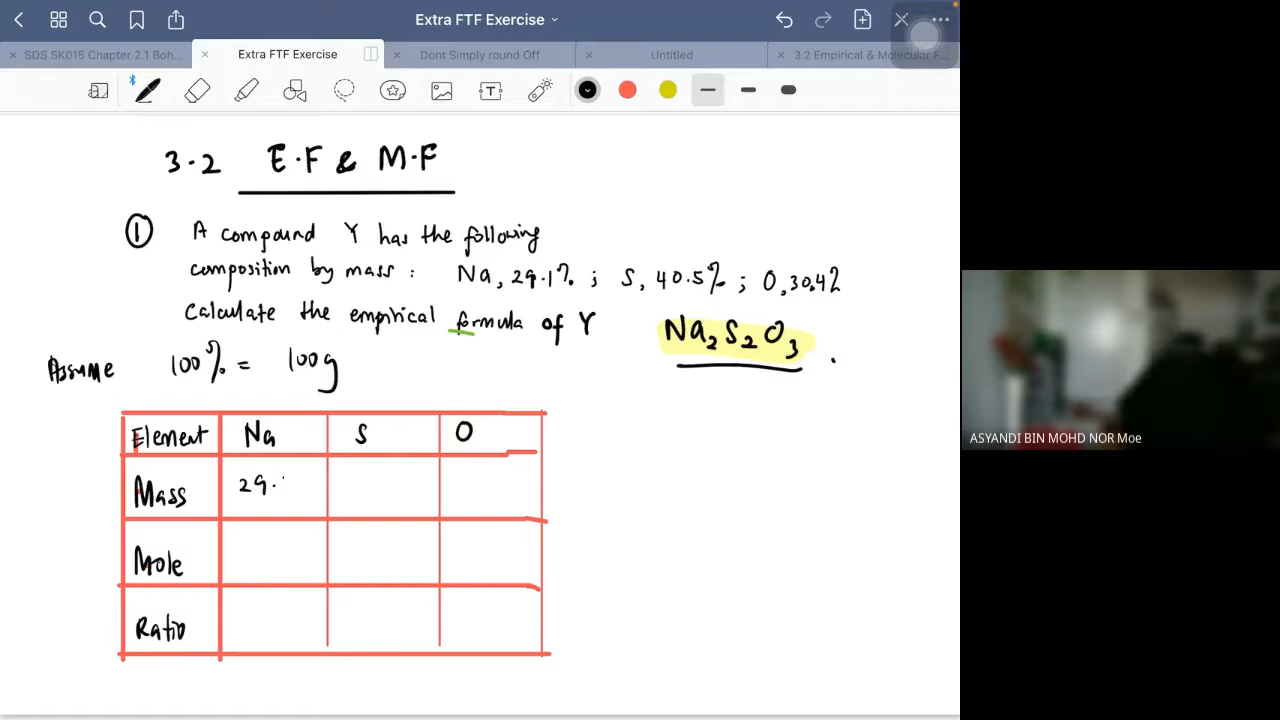 Extra FTF Exercise
SDS SK015 Chapter 2.1 Boh...
Extra FTF Exercise
Dont Simply round Off
Untitled
3.2 Empirical & Molecular F...
3.2 E.F & M.F
① A compound Y has the following
composition by mass : Na, 29.1% ; S, 40.5% ; O, 30.4%
Calculate the empirical formula of Y
Na₂S₂O₃
Assume 100% = 100g
Element Na S O
Mass 29.
Mole
Ratio
ASYANDI BIN MOHD NOR Moe